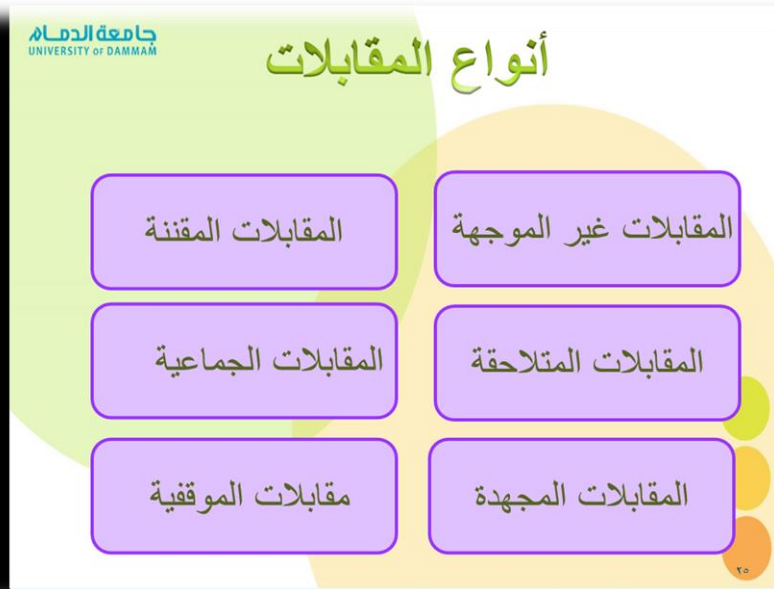 جامعة الدمام
UNIVERSITY OF DAMMAM
أنواع المقابلات
المقابلات غير الموجهة
المقابلات المقننة
المقابلات المتلاحقة
المقابلات الجماعية
المقابلات المجهدة
مقابلات الموقفية
٢٥